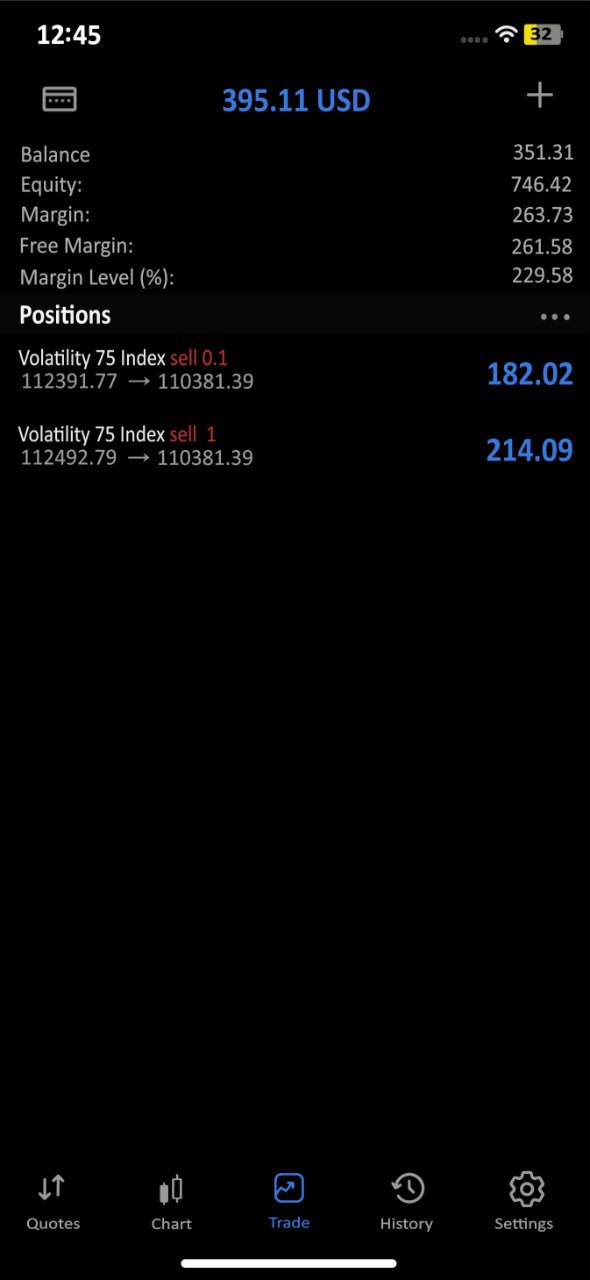 12:45
32
395.11 USD
Balance 351.31
Equity: 746.42
Margin: 263.73
Free Margin: 261.58
Margin Level (%): 229.58
Positions
Volatility 75 Index sell 0.1
112391.77 → 110381.39 182.02
Volatility 75 Index sell 1
112492.79 → 110381.39 214.09
Quotes Chart Trade History Settings